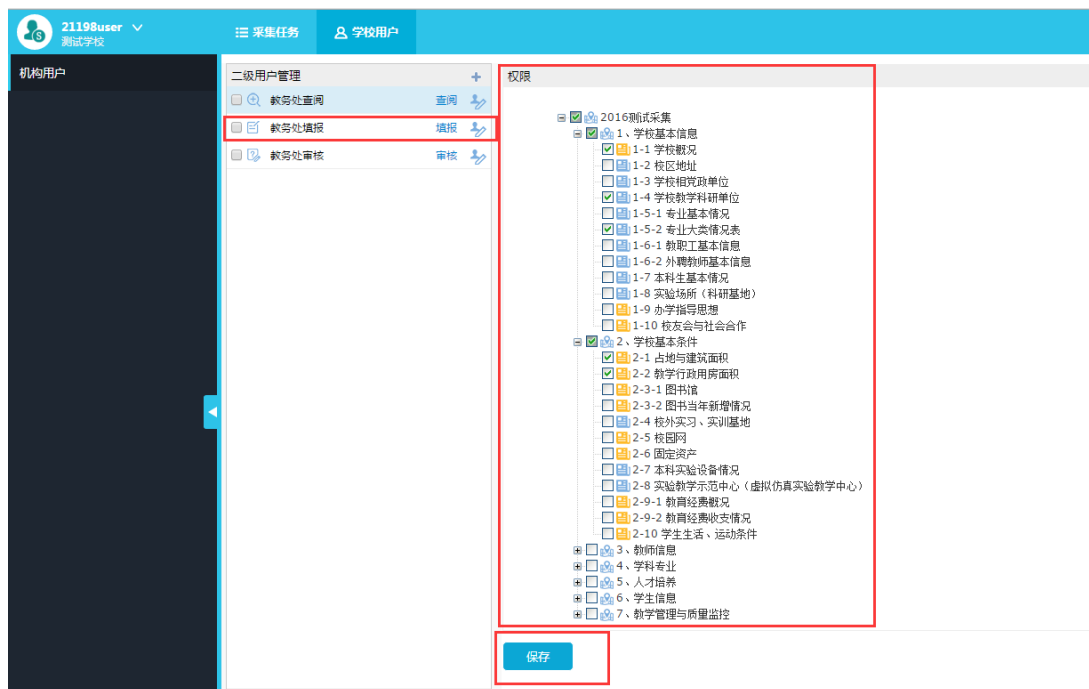 21198user
测试学校
采集任务
学校用户
机构用户
二级用户管理 +
教务处查阅 查阅
教务处填报 填报
教务处审核 审核
权限
2016测试采集
1、学校基本信息
1-1 学校概况
1-2 校区地址
1-3 学校相党政单位
1-4 学校教学科研单位
1-5-1 专业基本情况
1-5-2 专业大类情况表
1-6-1 教职工基本信息
1-6-2 外聘教师基本信息
1-7 本科生基本情况
1-8 实验场所（科研基地）
1-9 办学指导思想
1-10 校友会与社会合作
2、学校基本条件
2-1 占地与建筑面积
2-2 教学行政用房面积
2-3-1 图书馆
2-3-2 图书当年新增情况
2-4 校外实习、实训基地
2-5 校园网
2-6 固定资产
2-7 本科实验设备情况
2-8 实验教学示范中心（虚拟仿真实验教学中心）
2-9-1 教育经费概况
2-9-2 教育经费收支情况
2-10 学生生活、运动条件
3、教师信息
4、学科专业
5、人才培养
6、学生信息
7、教学管理与质量监控
保存